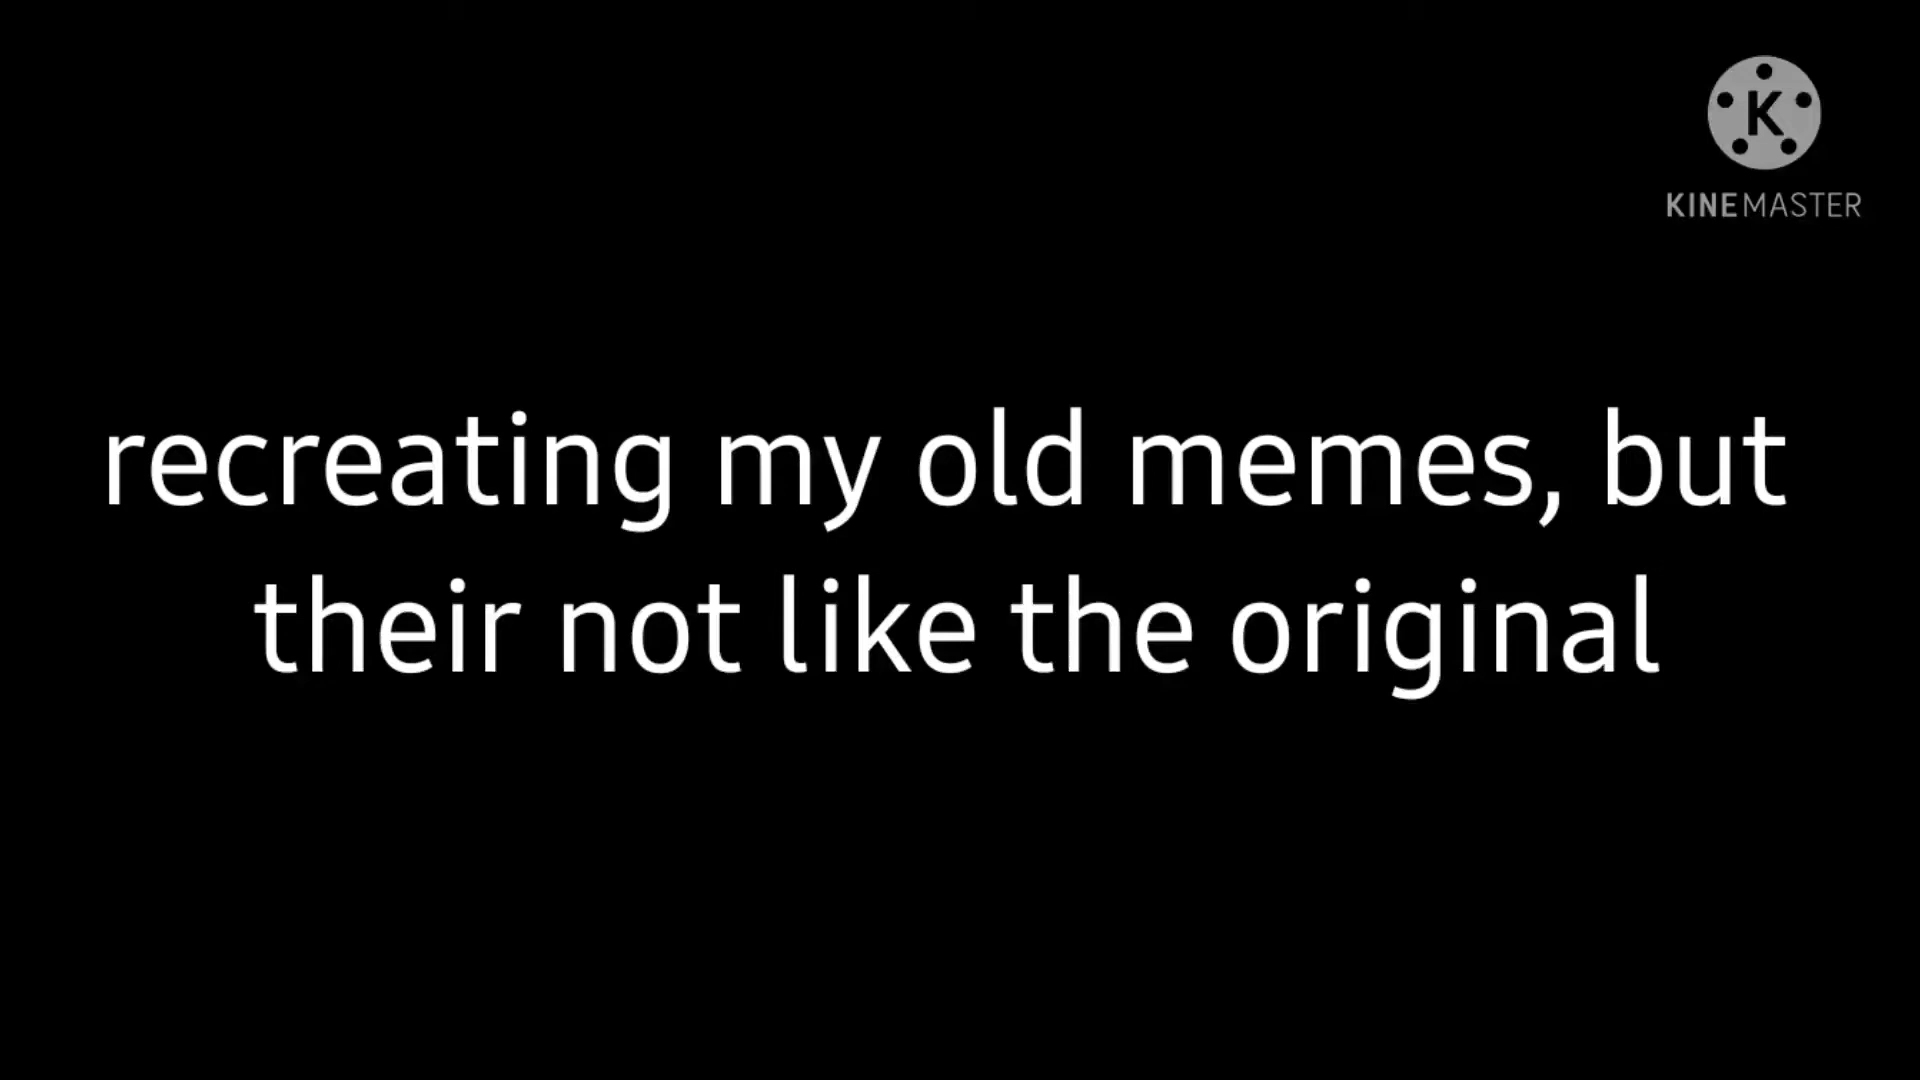 K
KINEMASTER
recreating my old memes, but
their not like the original